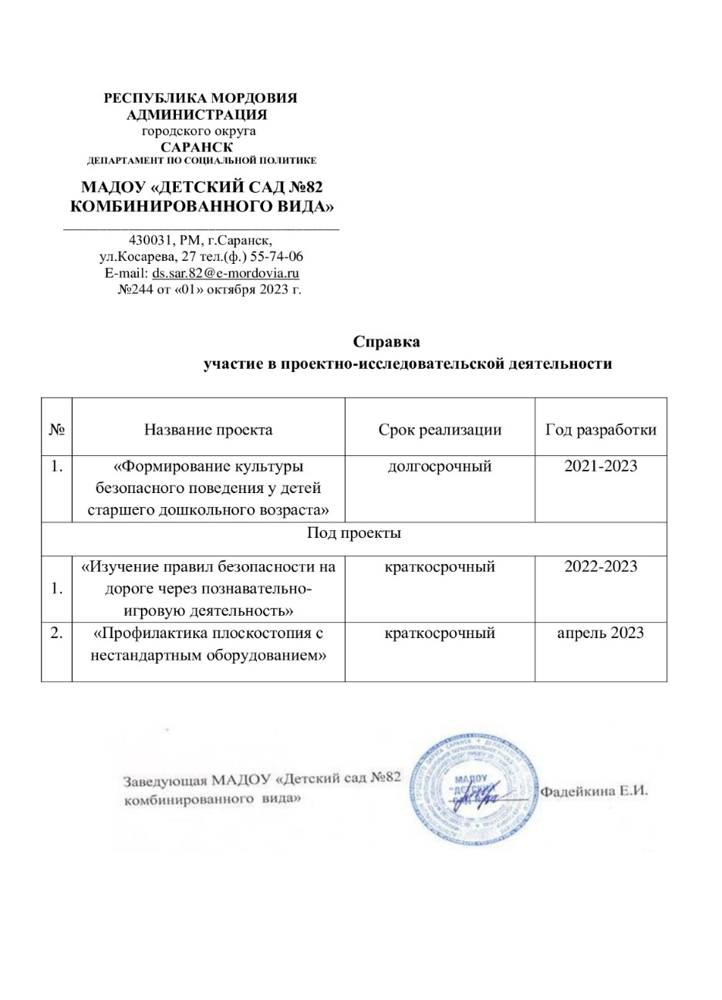 РЕСПУБЛИКА МОРДОВИЯ
АДМИНИСТРАЦИЯ
городского округа
САРАНСК
ДЕПАРТАМЕНТ ПО СОЦИАЛЬНОЙ ПОЛИТИКЕ
МАДОУ «ДЕТСКИЙ САД №82
КОМБИНИРОВАННОГО ВИДА»
430031, РМ, г.Саранск,
ул.Косарева, 27 тел.(ф.) 55-74-06
E-mail: ds.sar.82@e-mordovia.ru
№244 от «01» октября 2023 г.
Справка
участие в проектно-исследовательской деятельности
№ Название проекта Срок реализации Год разработки
1. «Формирование культуры долгосрочный 2021-2023
безопасного поведения у детей
старшего дошкольного возраста»
Под проекты
«Изучение правил безопасности на краткосрочный 2022-2023
1. дороге через познавательно-
игровую деятельность»
2. «Профилактика плоскостопия с краткосрочный апрель 2023
нестандартным оборудованием»
Заведующая МАДОУ «Детский сад №82
комбинированного вида»
МАДОУ
"ДЕТСКИЙ
Фадейкина Е.И.